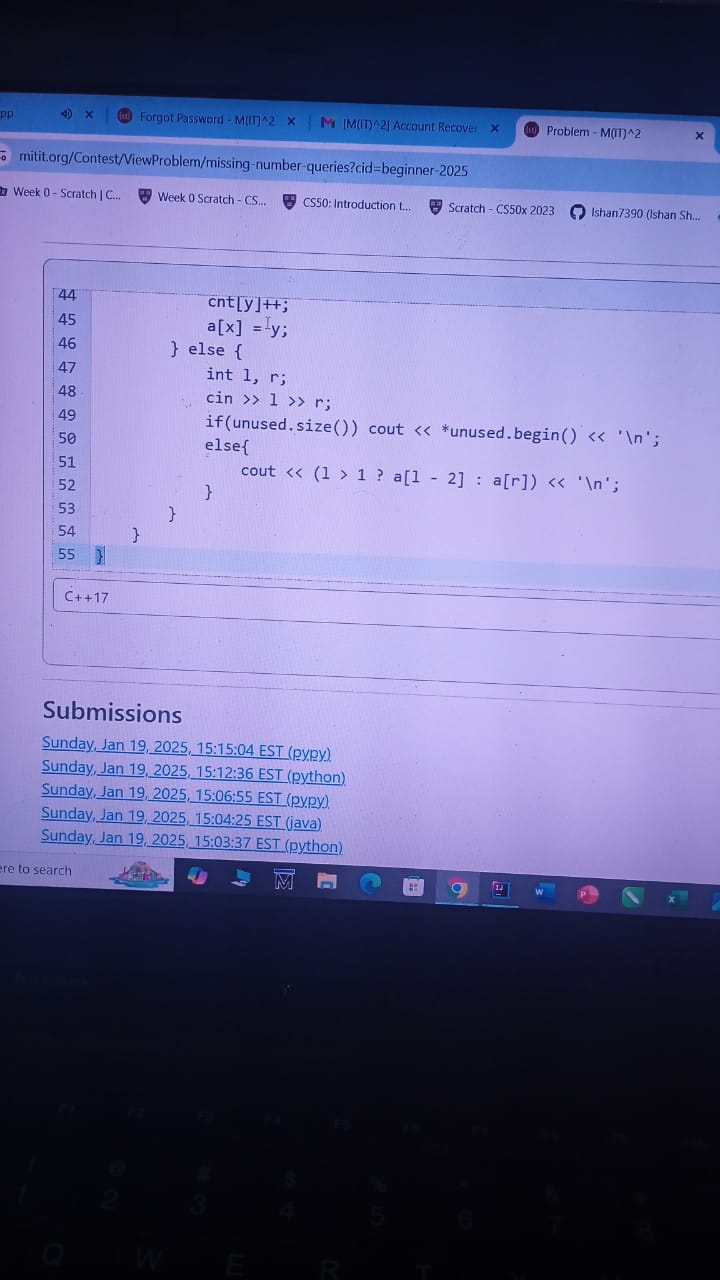 pp
Forgot Password - M(IT)^2
[M(IT)^2] Account Recover
Problem - M(IT)^2
mitit.org/Contest/ViewProblem/missing-number-queries?cid=beginner-2025
Week 0 - Scratch | C...
Week 0 Scratch - CS...
CS50: Introduction t...
Scratch - CS50x 2023
Ishan7390 (Ishan Sh...
44 cnt[y]++;
45 a[x] = y;
46 } else {
47 int l, r;
48 cin >> l >> r;
49 if(unused.size()) cout << *unused.begin() << '\n';
50 else{
51 cout << (l > 1 ? a[l - 2] : a[r]) << '\n';
52 }
53 }
54 }
55 }
C++17
Submissions
Sunday, Jan 19, 2025, 15:15:04 EST (pypy)
Sunday, Jan 19, 2025, 15:12:36 EST (python)
Sunday, Jan 19, 2025, 15:06:55 EST (pypy)
Sunday, Jan 19, 2025, 15:04:25 EST (java)
Sunday, Jan 19, 2025, 15:03:37 EST (python)
ere to search
2 3 4 5 6
Q W E R T